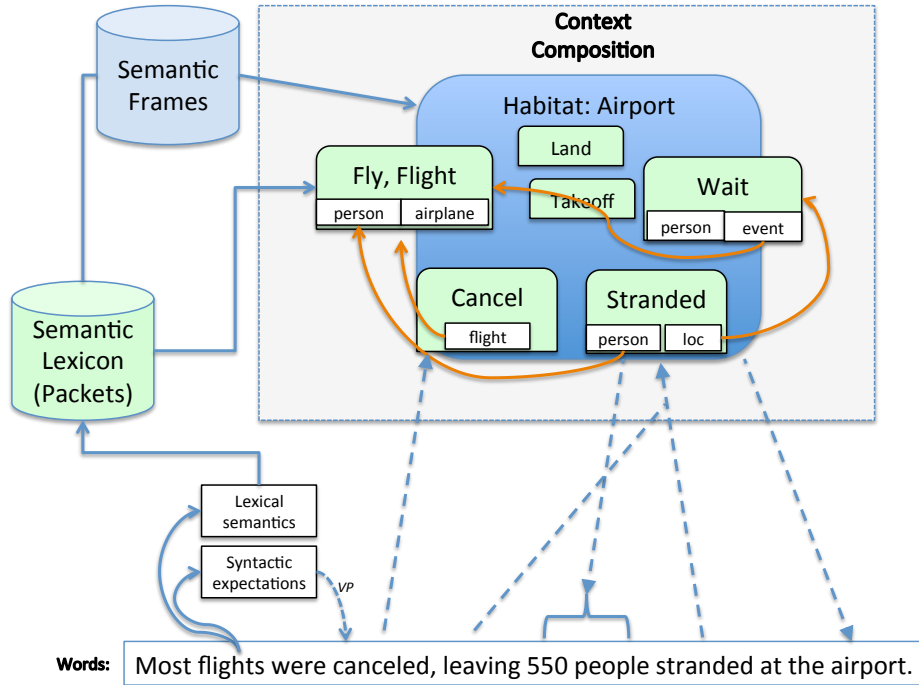 Context
Composition
Semantic
Frames
Habitat: Airport
Land
Fly, Flight
Takeoff
Wait
person
airplane
person
event
Cancel
Stranded
flight
person
loc
Semantic
Lexicon
(Packets)
Lexical
semantics
Syntactic
expectations
VP
Words:
Most flights were canceled, leaving 550 people stranded at the airport.